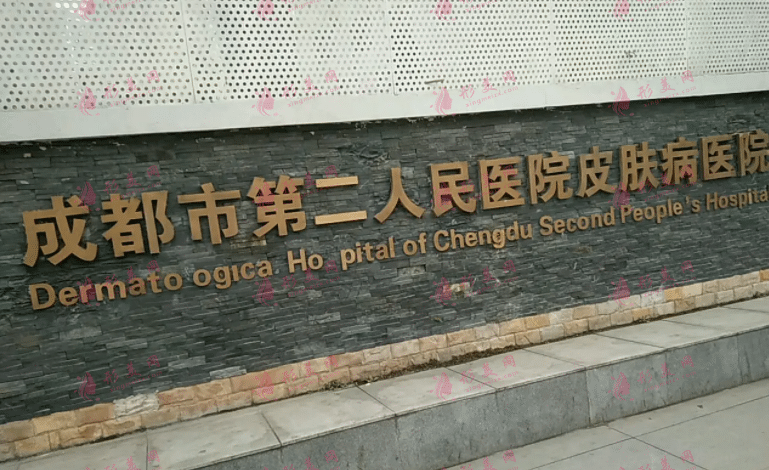 成都市第二人民医院皮肤病医院
Dermato ogica Ho pital of Chengdu Second People's Hospita